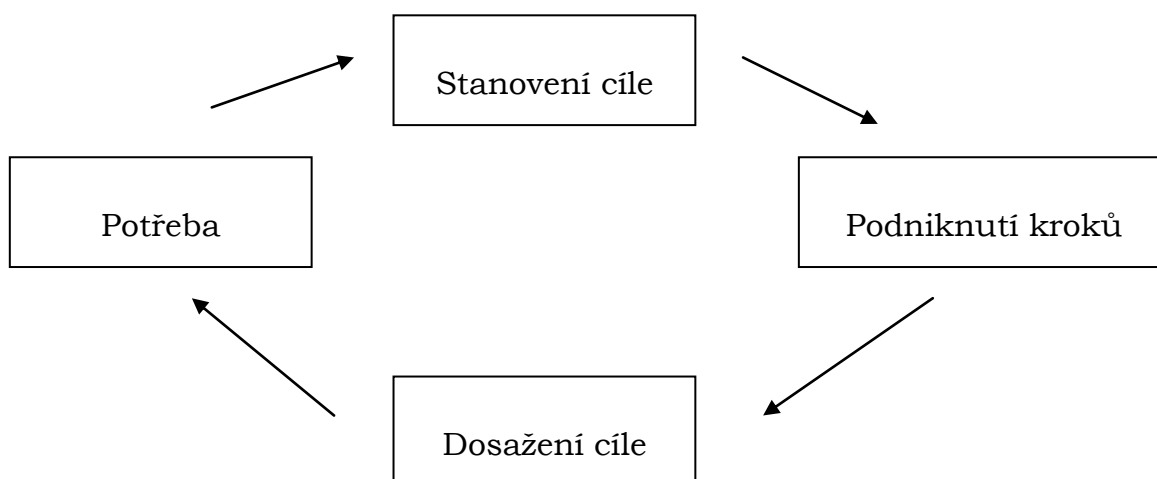 Stanovení cíle
Potřeba
Podniknutí kroků
Dosažení cíle